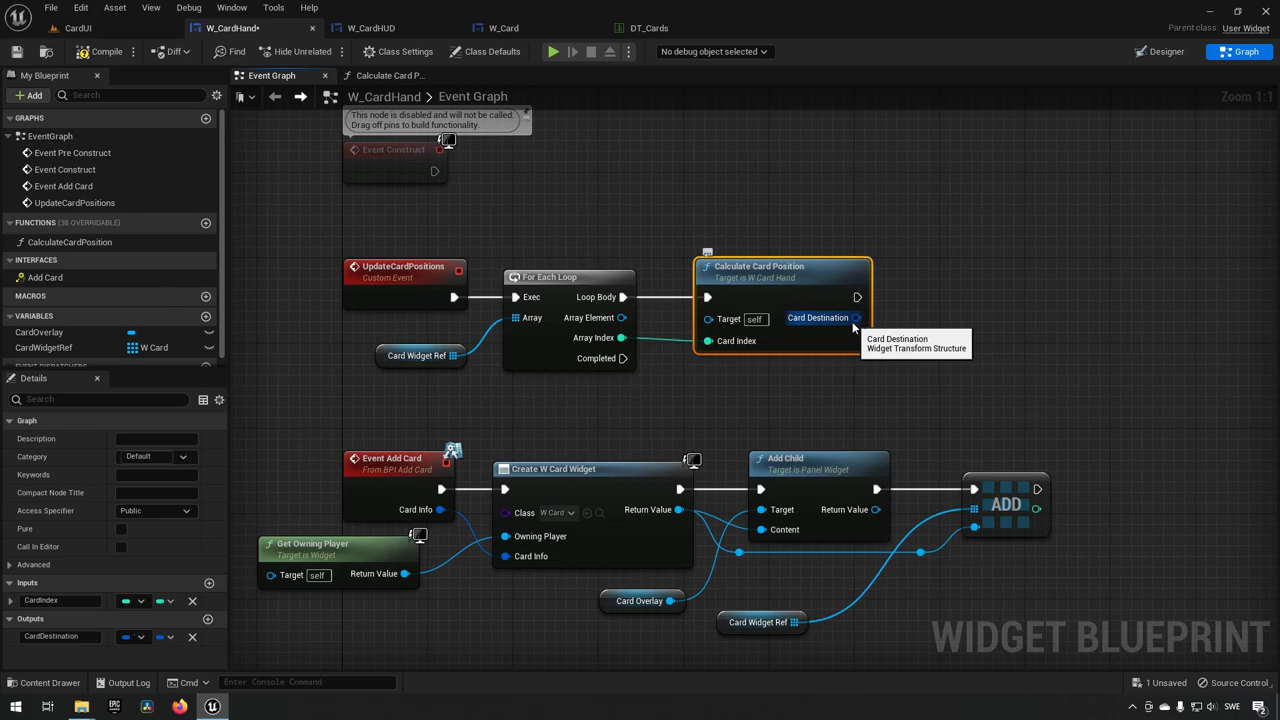 File Edit Asset View Debug Window Tools Help
CardUI W_CardHand• W_CardHUD W_Card DT_Cards
Parent class: User Widget
Compile Diff Find Hide Unrelated Class Settings Class Defaults No debug object selected Designer Graph
My Blueprint Event Graph Calculate Card P...
Add Search W_CardHand > Event Graph Zoom 1:1
This node is disabled and will not be called.
Drag off pins to build functionality.
Event Construct
GRAPHS
EventGraph
Event Pre Construct
Event Construct
Event Add Card
UpdateCardPositions
FUNCTIONS (38 OVERRIDABLE)
CalculateCardPosition
INTERFACES
Add Card
MACROS
VARIABLES
CardOverlay
CardWidgetRef W Card
EVENT DISPATCHERS
Details
Search
Graph
Description
Category Default
Keywords
Compact Node Title
Access Specifier Public
Pure
Call In Editor
Advanced
Inputs
CardIndex
Outputs
CardDestination
UpdateCardPositions
Custom Event
For Each Loop
Exec Loop Body
Array Array Element
Array Index
Completed
Card Widget Ref
Calculate Card Position
Target is W Card Hand
Target self Card Destination
Card Index
Card Destination
Widget Transform Structure
Event Add Card
From BPI Add Card
Card Info
Get Owning Player
Target is Widget
Target self Return Value
Create W Card Widget
Class W Card Return Value
Owning Player
Card Info
Card Overlay
Add Child
Target is Panel Widget
Target Return Value
Content
Card Widget Ref
ADD
WIDGET BLUEPRINT
Content Drawer Output Log Cmd Enter Console Command 1 Unsaved Source Control
EPIC GAMES SWE 2